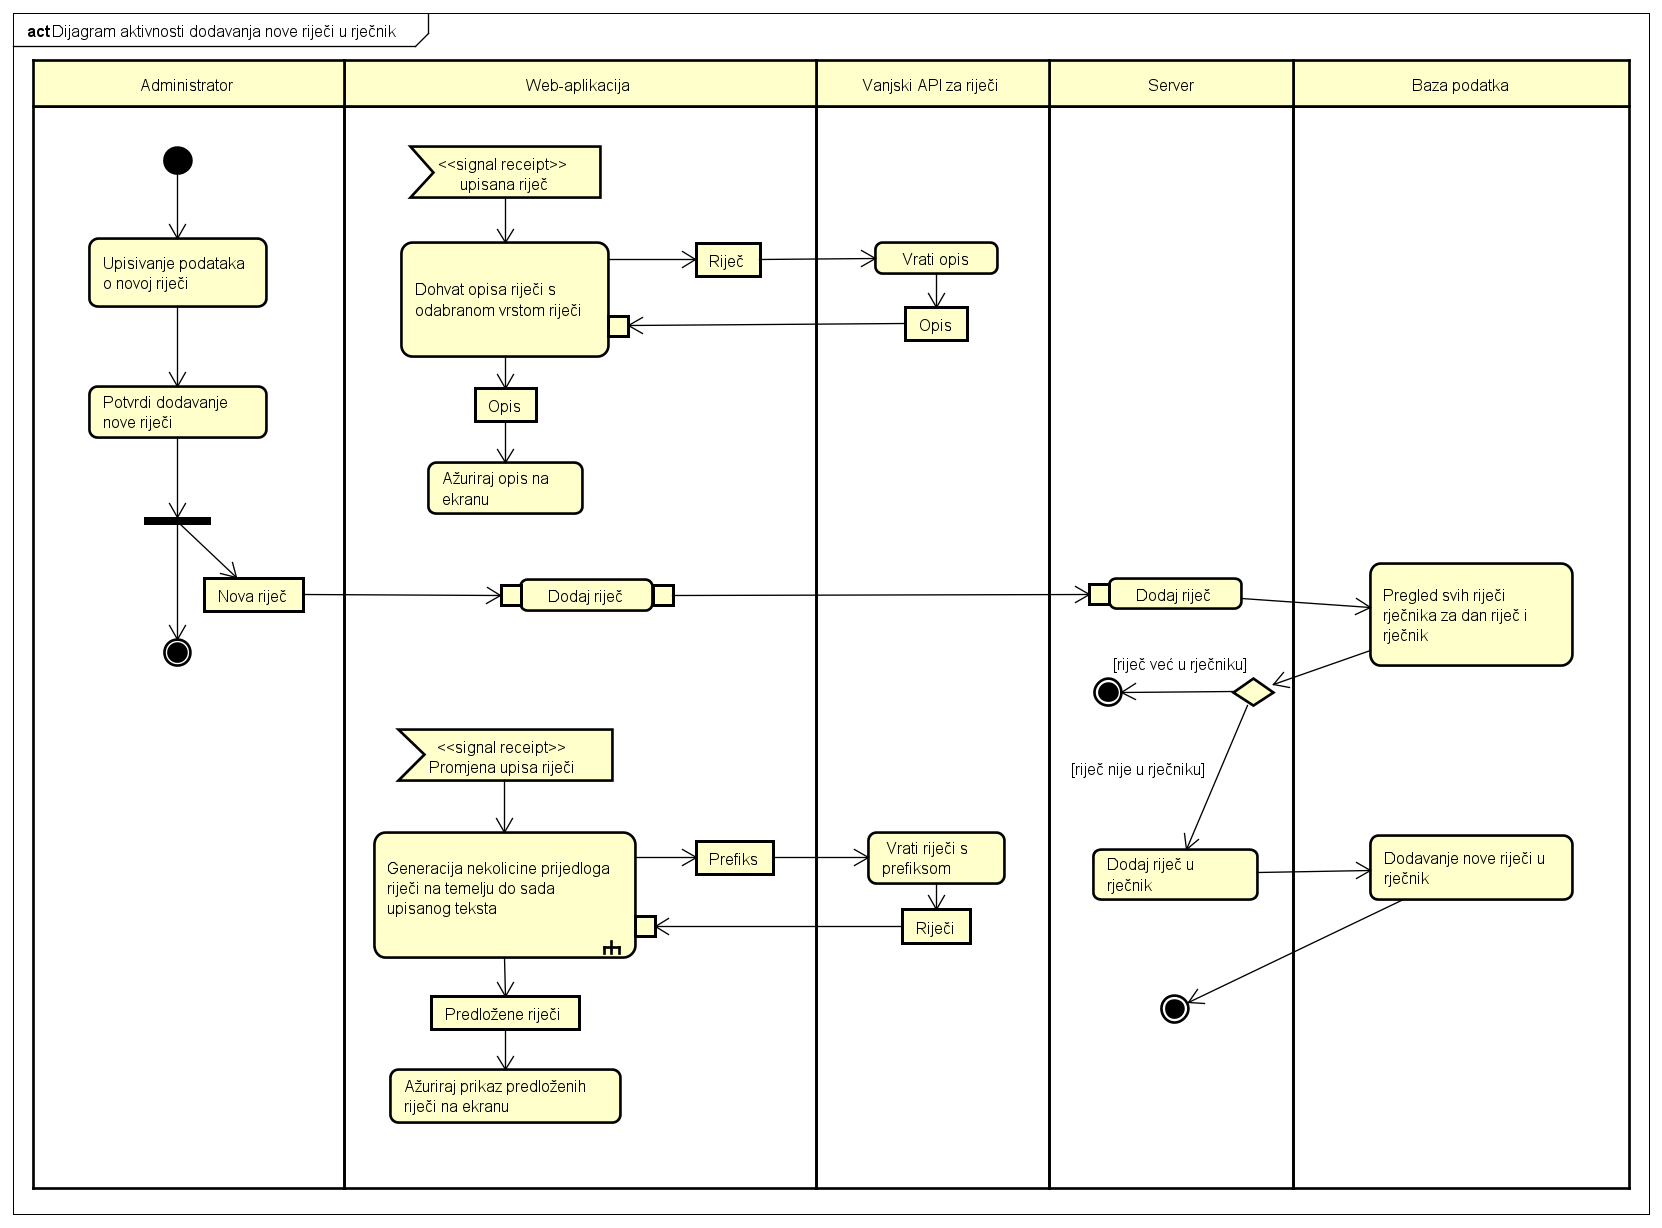 act Dijagram aktivnosti dodavanja nove riječi u rječnik
Administrator
Web-aplikacija
Vanjski API za riječi
Server
Baza podatka
<<signal receipt>>
upisana riječ
Upisivanje podataka
o novoj riječi
Dohvat opisa riječi s
odabranom vrstom riječi
Riječ
Vrati opis
Opis
Opis
Potvrdi dodavanje
nove riječi
Ažuriraj opis na
ekranu
Nova riječ
Dodaj riječ
Dodaj riječ
Pregled svih riječi
rječnika za dan riječ i
rječnik
[riječ već u rječniku]
[riječ nije u rječniku]
<<signal receipt>>
Promjena upisa riječi
Generacija nekolicine prijedloga
riječi na temelju do sada
upisanog teksta
Prefiks
Vrati riječi s
prefiksom
Riječi
Dodaj riječ u
rječnik
Dodavanje nove riječi u
rječnik
Predložene riječi
Ažuriraj prikaz predloženih
riječi na ekranu